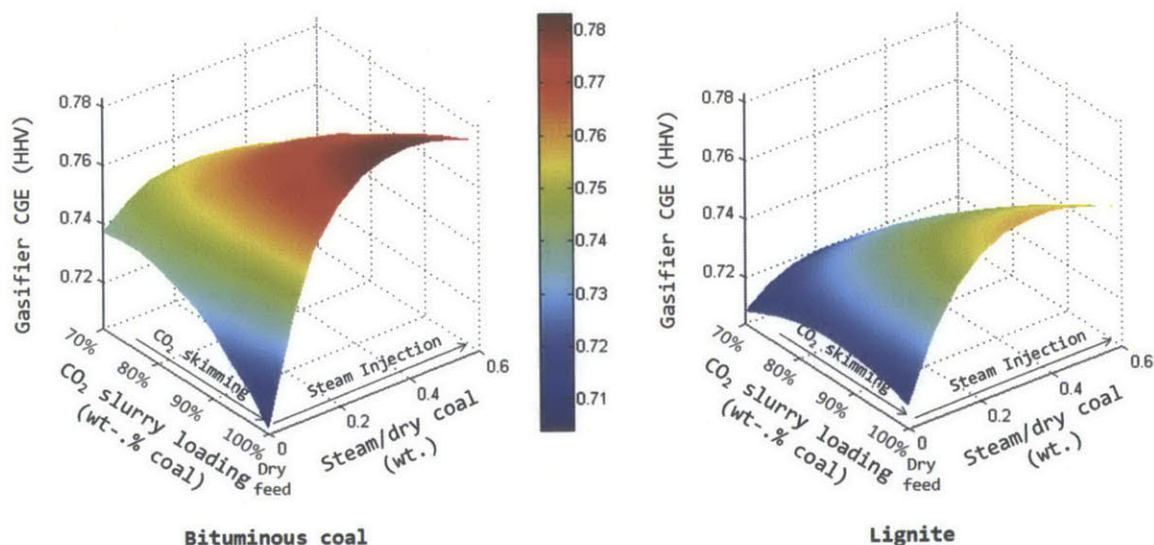 0.78
0.76
0.74
0.72
Gasifier CGE (HHV)
70%
80%
90%
100%
CO2 skimming
CO2 slurry loading
(wt-.% coal)
0
Dry
feed
0.2
0.4
0.6
Steam Injection
Steam/dry coal
(wt.)
Bituminous coal
0.78
0.77
0.76
0.75
0.74
0.73
0.72
0.71
0.78
0.76
0.74
0.72
Gasifier CGE (HHV)
70%
80%
90%
100%
CO2 skimming
CO2 slurry loading
(wt-.% coal)
0
Dry
feed
0.2
0.4
0.6
Steam Injection
Steam/dry coal
(wt.)
Lignite